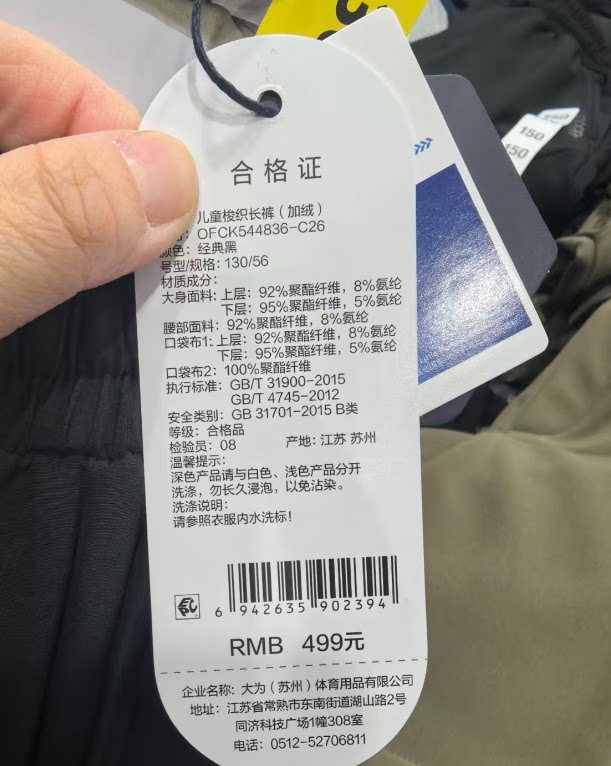 合格证
儿童梭织长裤（加绒）
OFCK544836-C26
颜色：经典黑
号型/规格：130/56
材质成分：
大身面料：上层：92%聚酯纤维，8%氨纶
下层：95%聚酯纤维，5%氨纶
腰部面料：92%聚酯纤维，8%氨纶
口袋布1：上层：92%聚酯纤维，8%氨纶
下层：95%聚酯纤维，5%氨纶
口袋布2：100%聚酯纤维
执行标准：GB/T 31900-2015
GB/T 4745-2012
安全类别：GB 31701-2015 B类
等级：合格品
检验员：08 产地：江苏 苏州
温馨提示：
深色产品请与白色、浅色产品分开
洗涤，勿长久浸泡，以免沾染。
洗涤说明：
请参照衣服内水洗标！
6 942635 902394
RMB 499元
企业名称：大为（苏州）体育用品有限公司
地址：江苏省常熟市东南街道湖山路2号
同济科技广场1幢308室
电话：0512-52706811
150
150
150